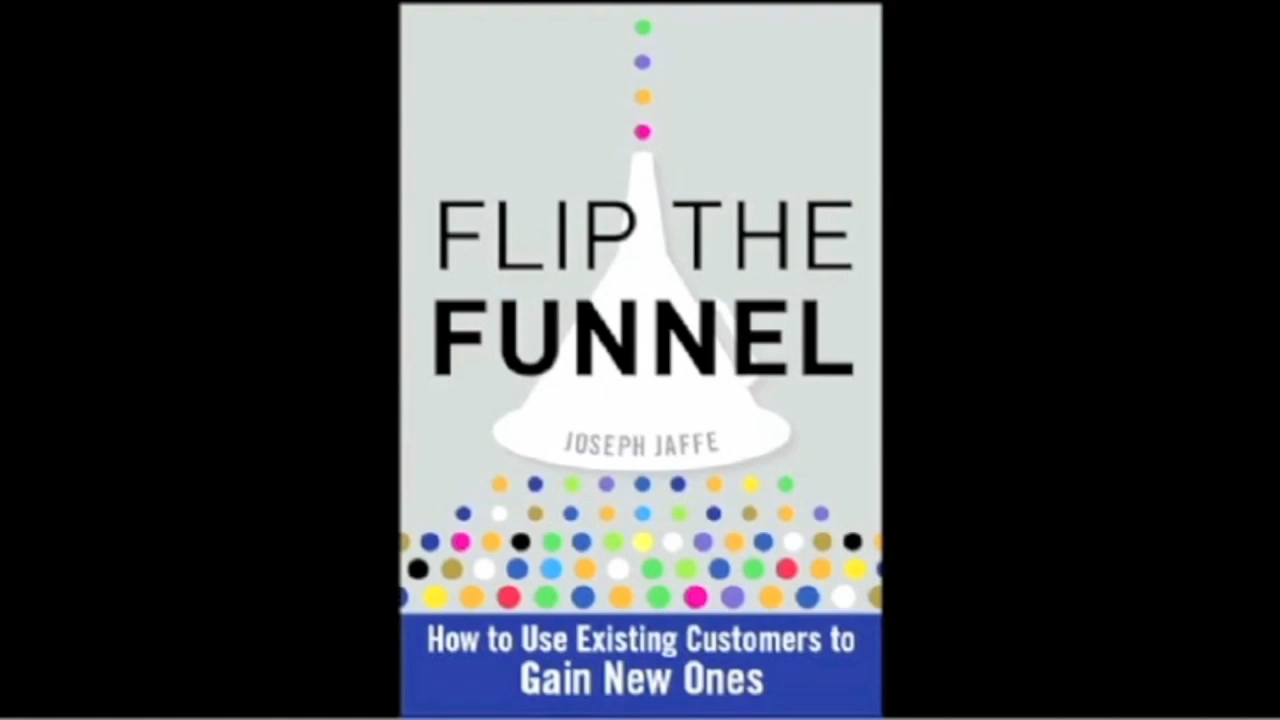 FLIP THE
FUNNEL
JOSEPH JAFFE
How to Use Existing Customers to
Gain New Ones